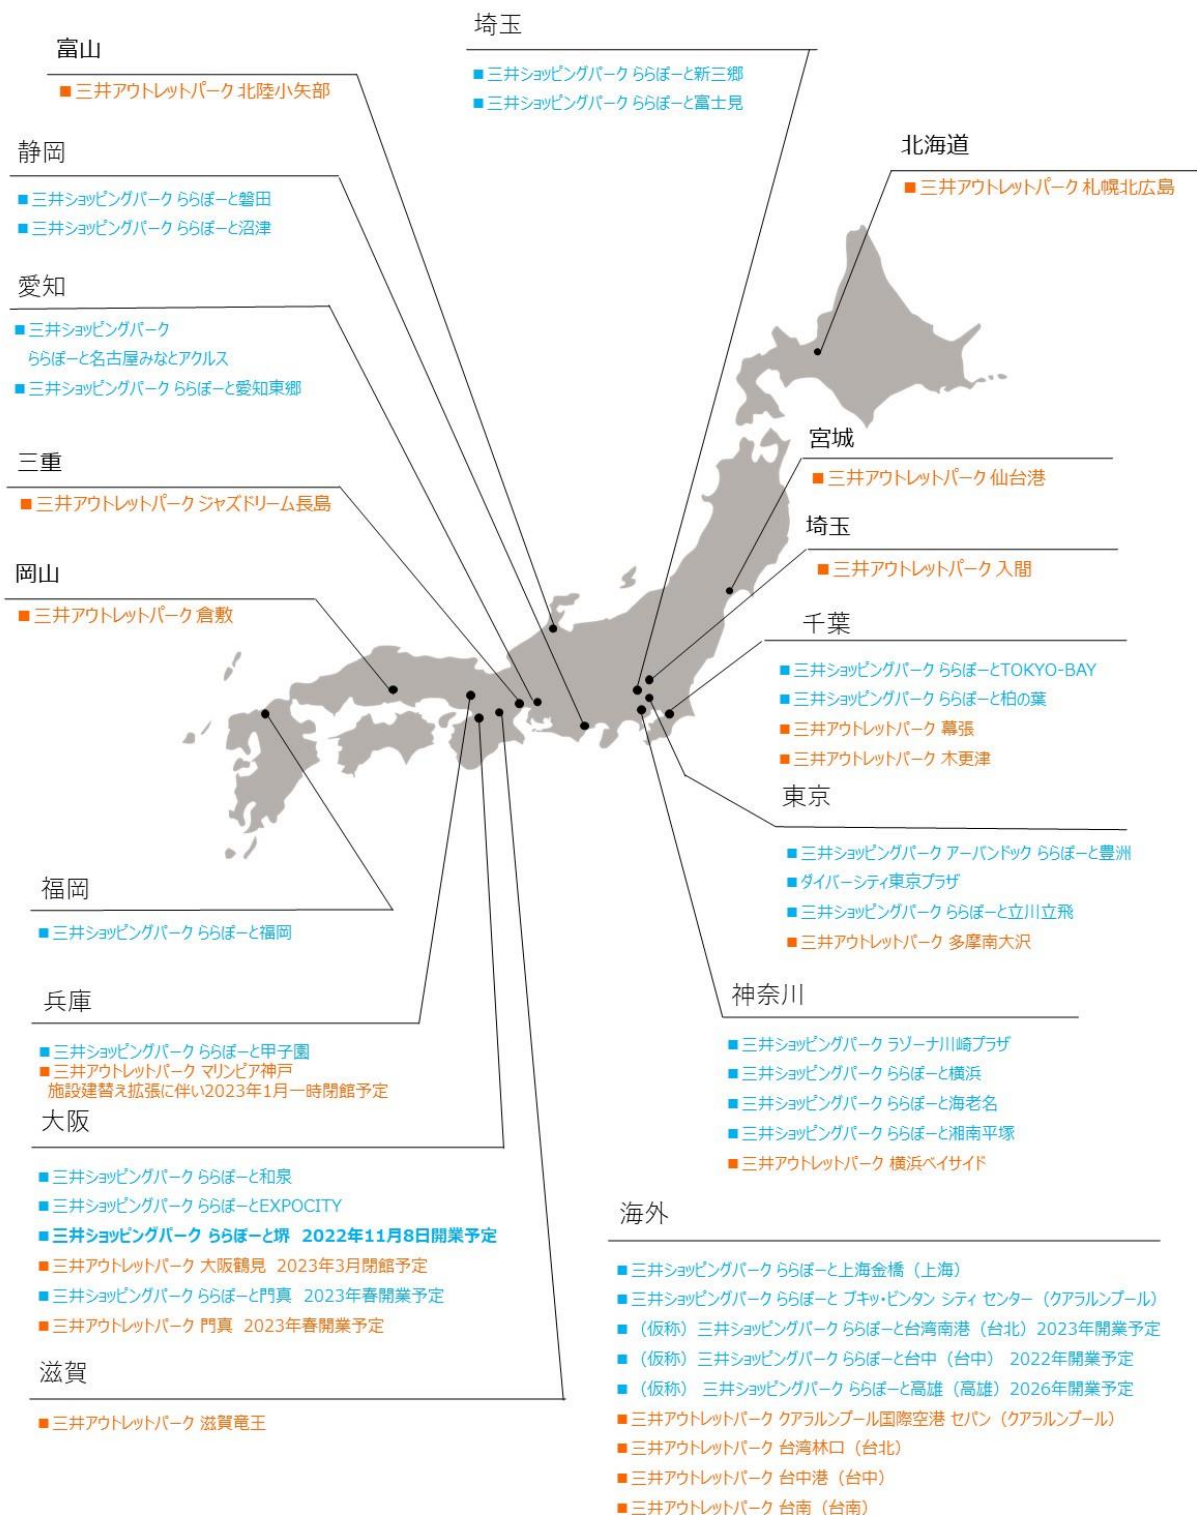 埼玉
■三井ショッピングパーク ららぽーと新三郷
■三井ショッピングパーク ららぽーと富士見
富山
■三井アウトレットパーク 北陸小矢部
静岡
■三井ショッピングパーク ららぽーと磐田
■三井ショッピングパーク ららぽーと沼津
愛知
■三井ショッピングパーク
ららぽーと名古屋みなとアクルス
■三井ショッピングパーク ららぽーと愛知東郷
三重
■三井アウトレットパーク ジャズドリーム長島
岡山
■三井アウトレットパーク 倉敷
北海道
■三井アウトレットパーク 札幌北広島
宮城
■三井アウトレットパーク 仙台港
埼玉
■三井アウトレットパーク 入間
千葉
■三井ショッピングパーク ららぽーとTOKYO-BAY
■三井ショッピングパーク ららぽーと柏の葉
■三井アウトレットパーク 幕張
■三井アウトレットパーク 木更津
東京
■三井ショッピングパーク アーバンドック ららぽーと豊洲
■ダイバーシティ東京プラザ
■三井ショッピングパーク ららぽーと立川立飛
■三井アウトレットパーク 多摩南大沢
神奈川
■三井ショッピングパーク ラゾーナ川崎プラザ
■三井ショッピングパーク ららぽーと横浜
■三井ショッピングパーク ららぽーと海老名
■三井ショッピングパーク ららぽーと湘南平塚
■三井アウトレットパーク 横浜ベイサイド
福岡
■三井ショッピングパーク ららぽーと福岡
兵庫
■三井ショッピングパーク ららぽーと甲子園
■三井アウトレットパーク マリンピア神戸
施設建替え拡張に伴い2023年1月一時閉館予定
大阪
■三井ショッピングパーク ららぽーと和泉
■三井ショッピングパーク ららぽーとEXPOCITY
■三井ショッピングパーク ららぽーと堺 2022年11月8日開業予定
■三井アウトレットパーク 大阪鶴見 2023年3月閉館予定
■三井ショッピングパーク ららぽーと門真 2023年春開業予定
■三井アウトレットパーク 門真 2023年春開業予定
滋賀
■三井アウトレットパーク 滋賀竜王
海外
■三井ショッピングパーク ららぽーと上海金橋（上海）
■三井ショッピングパーク ららぽーと ブキッ・ビンタン シティ センター（クアラルンプール）
■（仮称）三井ショッピングパーク ららぽーと台湾南港（台北）2023年開業予定
■（仮称）三井ショッピングパーク ららぽーと台中（台中） 2022年開業予定
■（仮称） 三井ショッピングパーク ららぽーと高雄（高雄）2026年開業予定
■三井アウトレットパーク クアラルンプール国際空港 セパン（クアラルンプール）
■三井アウトレットパーク 台湾林口（台北）
■三井アウトレットパーク 台中港（台中）
■三井アウトレットパーク 台南（台南）